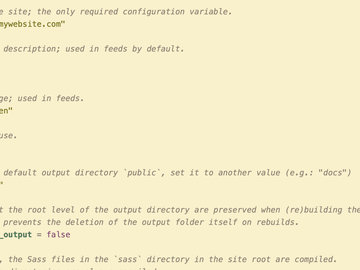 e site; the only required configuration variable.
mywebsite.com"
description; used in feeds by default.
ge; used in feeds.
en"
use.
default output directory `public`, set it to another value (e.g.: "docs")
"
t the root level of the output directory are preserved when (re)building the
prevents the deletion of the output folder itself on rebuilds.
_output = false
, the Sass files in the `sass` directory in the site root are compiled.